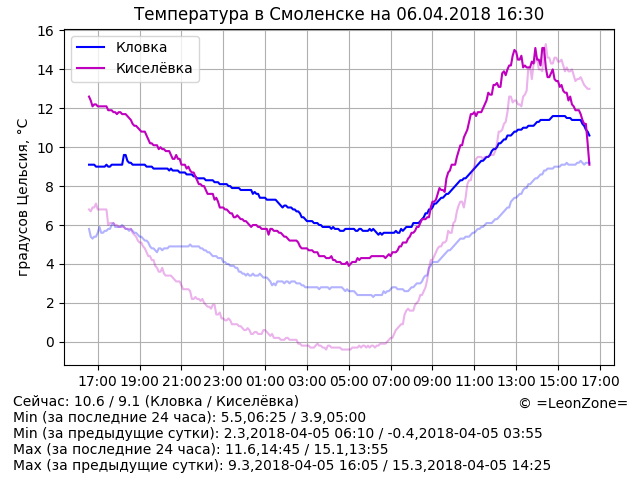 Температура в Смоленске на 06.04.2018 16:30
16
14
12
10
8
6
4
2
0
градусов Цельсия, °C
Кловка
Киселёвка
17:00 19:00 21:00 23:00 01:00 03:00 05:00 07:00 09:00 11:00 13:00 15:00 17:00
Сейчас: 10.6 / 9.1 (Кловка / Киселёвка)
© =LeonZone=
Min (за последние 24 часа): 5.5,06:25 / 3.9,05:00
Min (за предыдущие сутки): 2.3,2018-04-05 06:10 / -0.4,2018-04-05 03:55
Max (за последние 24 часа): 11.6,14:45 / 15.1,13:55
Max (за предыдущие сутки): 9.3,2018-04-05 16:05 / 15.3,2018-04-05 14:25